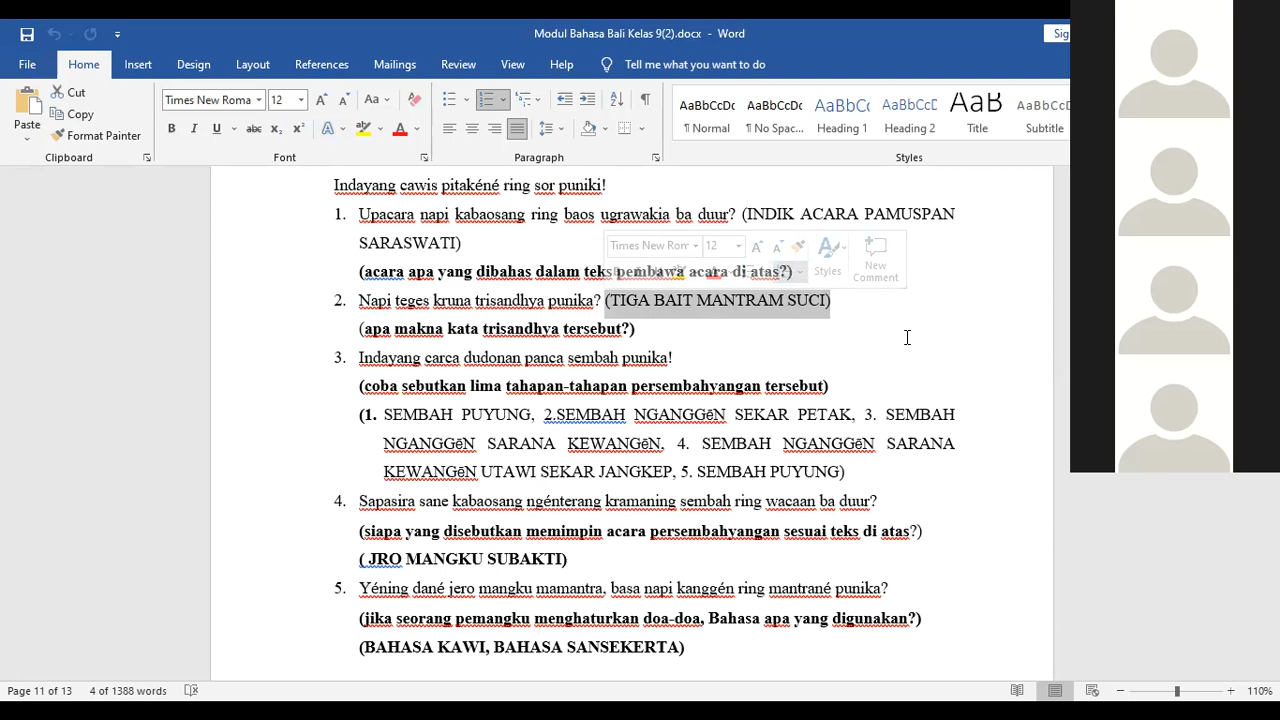 Modul Bahasa Bali Kelas 9(2).docx - Word
Sig
File Home Insert Design Layout References Mailings Review View Help Tell me what you want to do
Paste
Cut
Copy
Format Painter
Times New Roma 12
AaBbCcDc AaBbCcDc AaBbCc AaBbCcD AaB AaBbCcD
¶ Normal ¶ No Spac... Heading 1 Heading 2 Title Subtitle
Clipboard Font Paragraph Styles
Indayang cawis pitakéné ring sor puniki!
1. Upacara napi kabaosang ring baos ugrawakia ba duur? (INDIK ACARA PAMUSPAN
SARASWATI)
Times New Ror 12
Styles
New Comment
(acara apa yang dibahas dalam teks pembawa acara di atas?)
2. Napi teges kruna trisandhya punika? (TIGA BAIT MANTRAM SUCI)
(apa makna kata trisandhya tersebut?)
3. Indayang carca dudonan panca sembah punika!
(coba sebutkan lima tahapan-tahapan persembahyangan tersebut)
(1. SEMBAH PUYUNG, 2.SEMBAH NGANGGēN SEKAR PETAK, 3. SEMBAH
NGANGGēN SARANA KEWANGēN, 4. SEMBAH NGANGGēN SARANA
KEWANGēN UTAWI SEKAR JANGKEP, 5. SEMBAH PUYUNG)
4. Sapasira sane kabaosang ngénterang kramaning sembah ring wacaan ba duur?
(siapa yang disebutkan memimpin acara persembahyangan sesuai teks di atas?)
( JRO MANGKU SUBAKTI)
5. Yéning dané jero mangku mamantra, basa napi kanggén ring mantrané punika?
(jika seorang pemangku menghaturkan doa-doa, Bahasa apa yang digunakan?)
(BAHASA KAWI, BAHASA SANSEKERTA)
Page 11 of 13 4 of 1388 words 110%